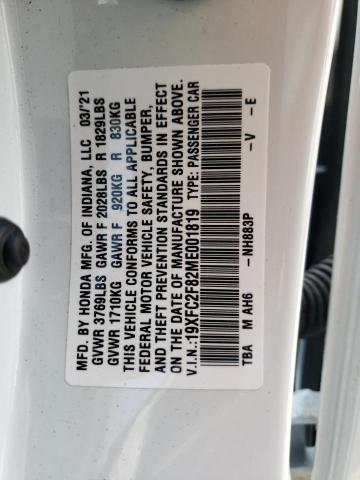 MFD. BY HONDA MFG. OF INDIANA, LLC 03/'21
GVWR 3769LBS GAWR F 2028LBS R 1829LBS
GVWR 1710KG GAWR F 920KG R 830KG
THIS VEHICLE CONFORMS TO ALL APPLICABLE
FEDERAL MOTOR VEHICLE SAFETY, BUMPER,
AND THEFT PREVENTION STANDARDS IN EFFECT
ON THE DATE OF MANUFACTURE SHOWN ABOVE.
V.I.N.:19XFC2F82ME001819 TYPE: PASSENGER CAR
TBA M AH6 -NH883P -V -E